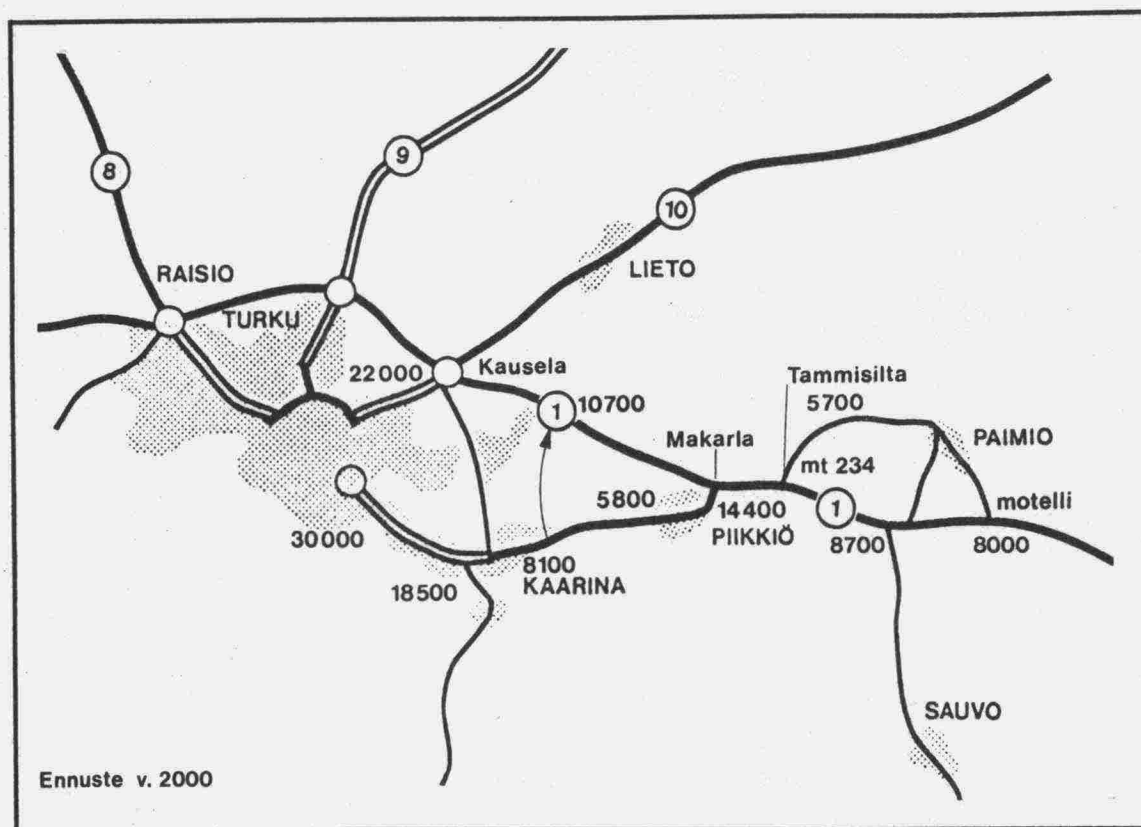 8
9
10
RAISIO
LIETO
TURKU
22000
Kausela
Tammisilta
1
10700
5700
Makarla
PAIMIO
mt 234
5800
1
motelli
14400
30000
PIIKKIÖ
8700
8000
8100
18500
KAARINA
SAUVO
Ennuste v. 2000